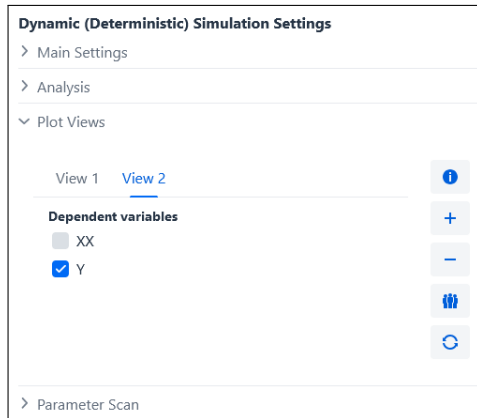 Dynamic (Deterministic) Simulation Settings
Main Settings
Analysis
Plot Views
View 1 View 2
Dependent variables
XX
Y
Parameter Scan